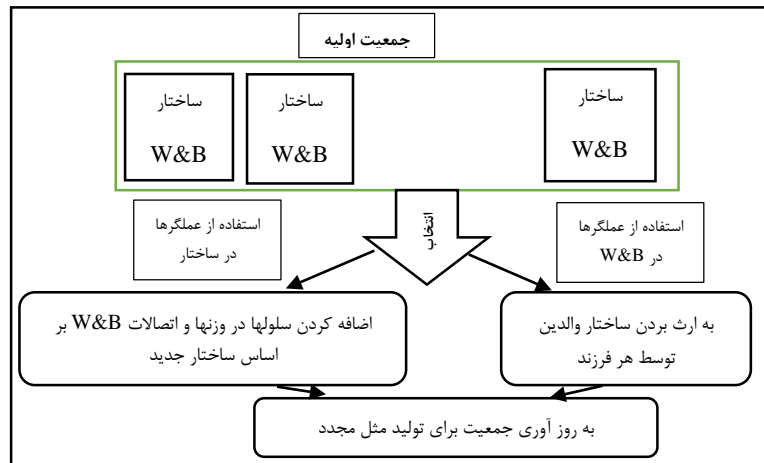 جمعیت اولیه
ساختار
W&B
ساختار
W&B
ساختار
W&B
انتخاب
استفاده از عملگرها
در W&B
استفاده از عملگرها
در ساختار
به ارث بردن ساختار والدین
توسط هر فرزند
اضافه کردن سلولها در وزنها و اتصالات W&B بر
اساس ساختار جدید
به روز آوری جمعیت برای تولید مثل مجدد